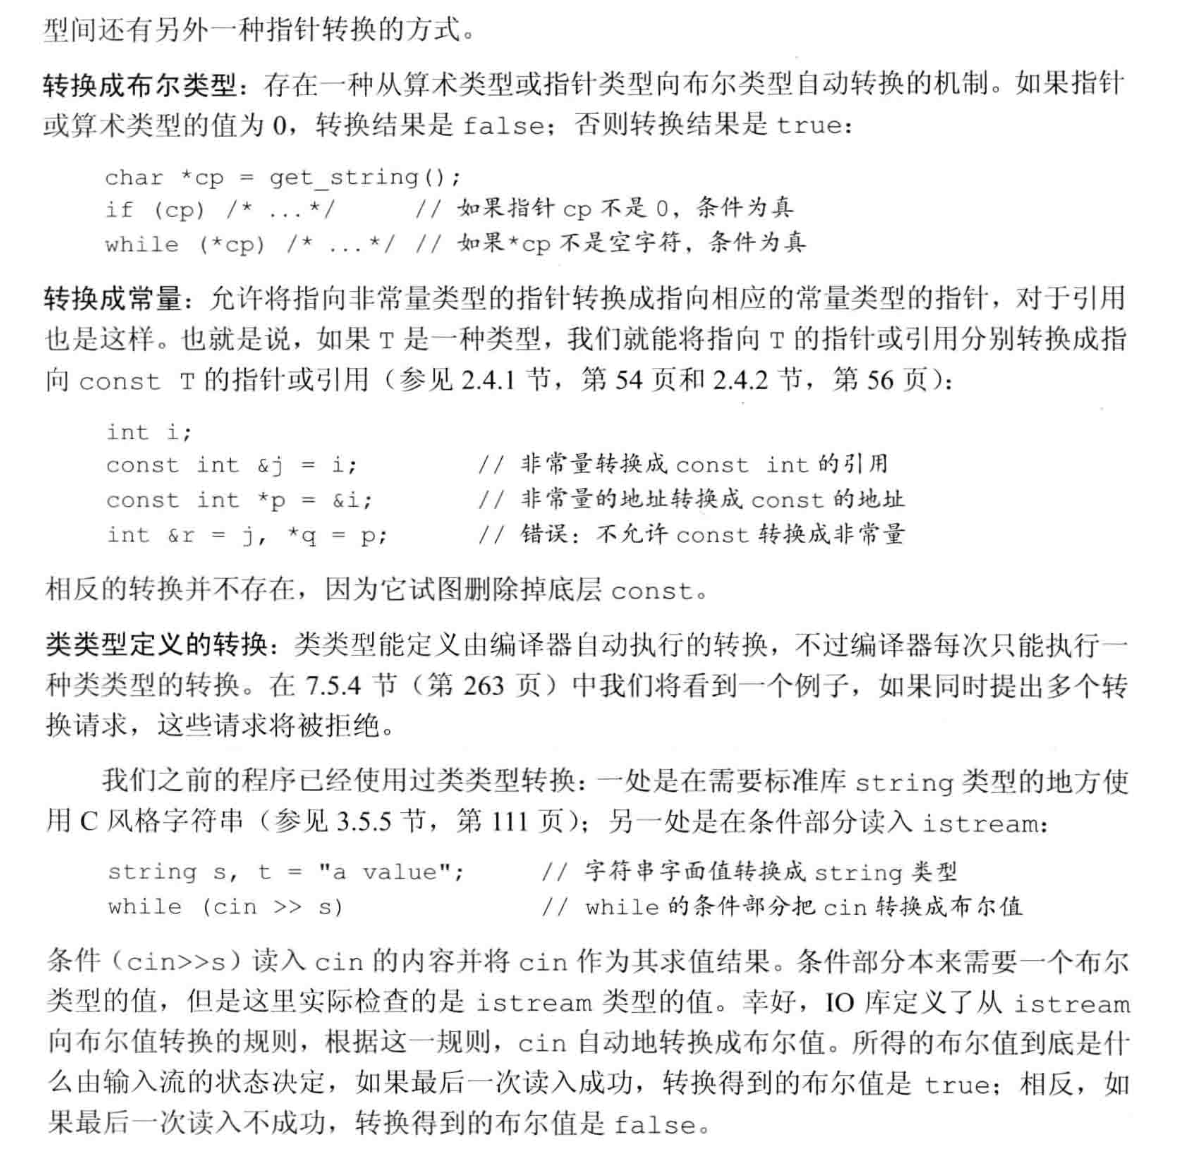 型间还有另外一种指针转换的方式。
转换成布尔类型：存在一种从算术类型或指针类型向布尔类型自动转换的机制。如果指针
或算术类型的值为 0，转换结果是 false；否则转换结果是 true：
char *cp = get_string();
if (cp) /* ...*/ // 如果指针 cp 不是 0，条件为真
while (*cp) /* ...*/ // 如果*cp 不是空字符，条件为真
转换成常量：允许将指向非常量类型的指针转换成指向相应的常量类型的指针，对于引用
也是这样。也就是说，如果 T 是一种类型，我们就能将指向 T 的指针或引用分别转换成指
向 const T 的指针或引用（参见 2.4.1 节，第 54 页和 2.4.2 节，第 56 页）：
int i;
const int &j = i; // 非常量转换成 const int 的引用
const int *p = &i; // 非常量的地址转换成 const 的地址
int &r = j, *q = p; // 错误：不允许 const 转换成非常量
相反的转换并不存在，因为它试图删除掉底层 const。
类类型定义的转换：类类型能定义由编译器自动执行的转换，不过编译器每次只能执行一
种类类型的转换。在 7.5.4 节（第 263 页）中我们将看到一个例子，如果同时提出多个转
换请求，这些请求将被拒绝。
我们之前的程序已经使用过类类型转换：一处是在需要标准库 string 类型的地方使
用 C 风格字符串（参见 3.5.5 节，第 111 页）；另一处是在条件部分读入 istream：
string s, t = "a value"; // 字符串字面值转换成 string 类型
while (cin >> s) // while 的条件部分把 cin 转换成布尔值
条件（cin>>s）读入 cin 的内容并将 cin 作为其求值结果。条件部分本来需要一个布尔
类型的值，但是这里实际检查的是 istream 类型的值。幸好，IO 库定义了从 istream
向布尔值转换的规则，根据这一规则，cin 自动地转换成布尔值。所得的布尔值到底是什
么由输入流的状态决定，如果最后一次读入成功，转换得到的布尔值是 true；相反，如
果最后一次读入不成功，转换得到的布尔值是 false。